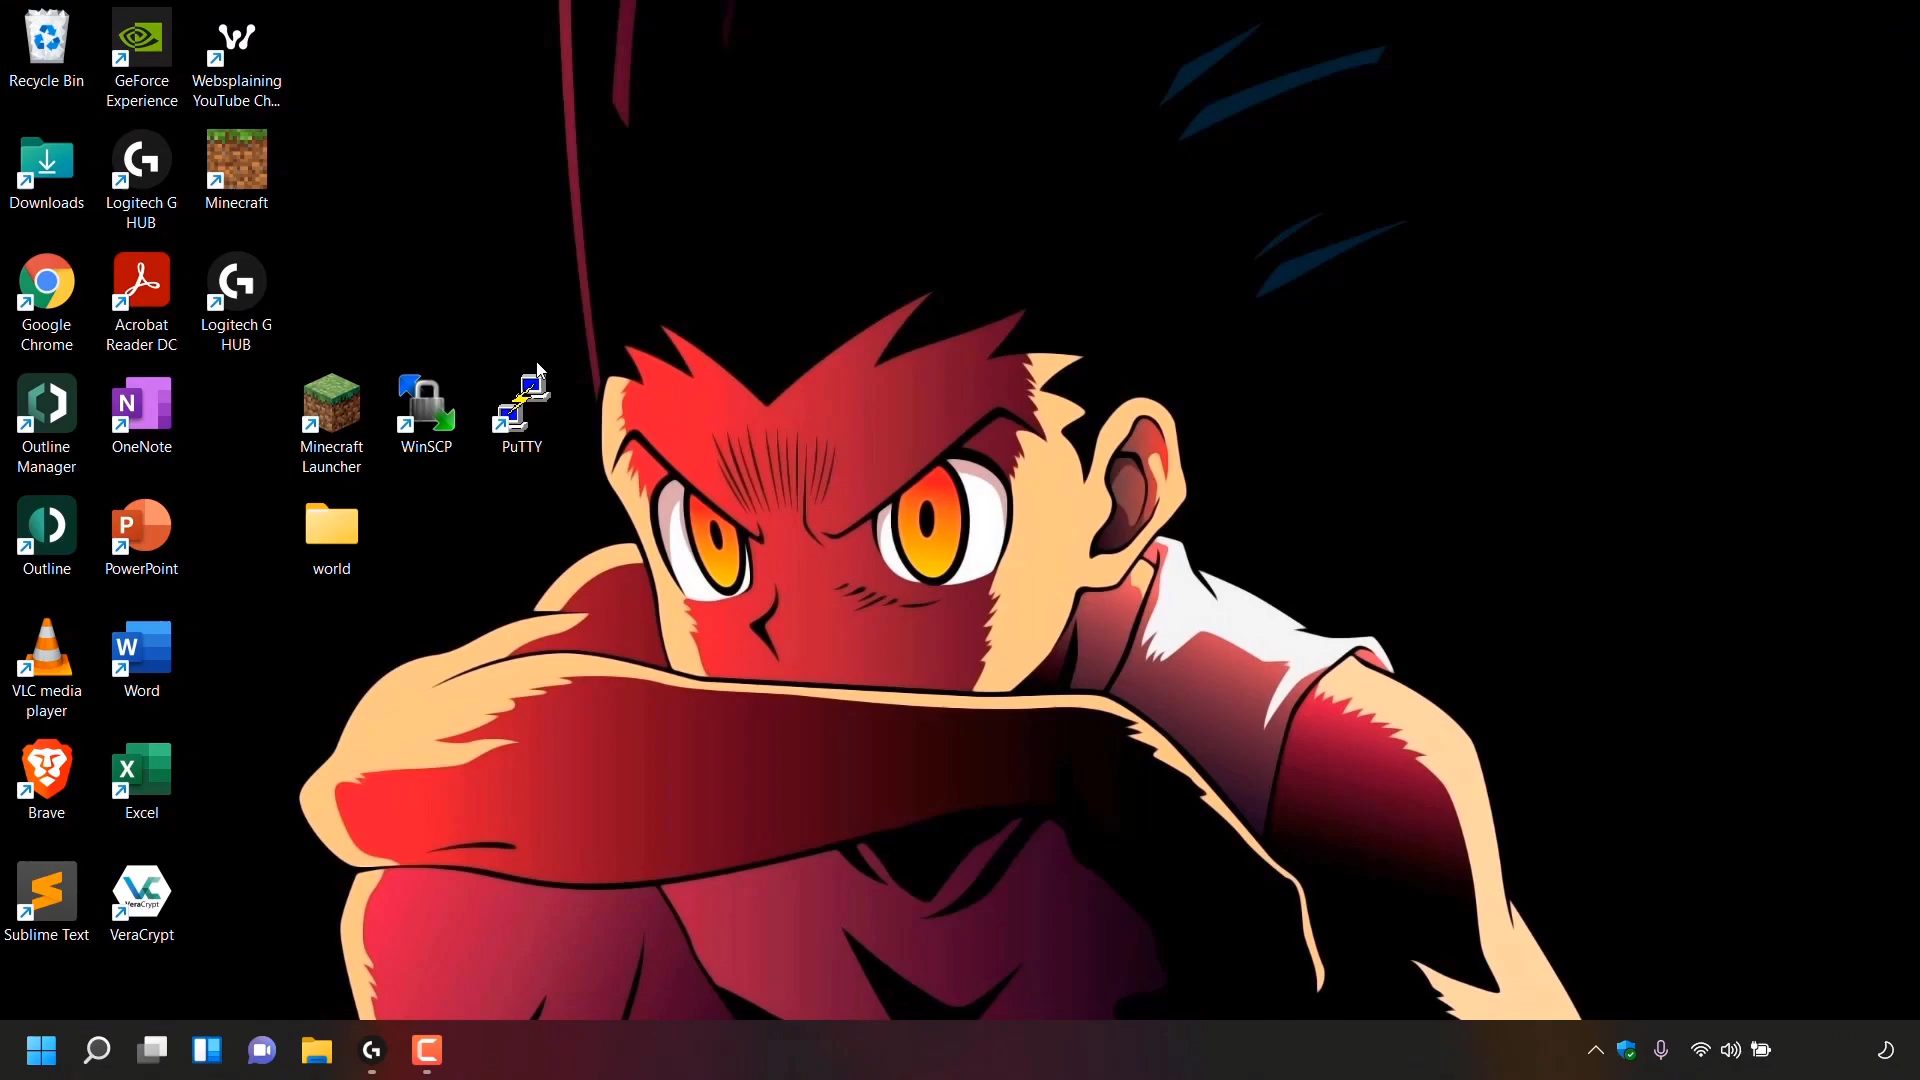 Recycle Bin
GeForce
Experience
Websplaining
YouTube Ch...
Downloads
Logitech G
HUB
Minecraft
Google
Chrome
Acrobat
Reader DC
Logitech G
HUB
Outline
Manager
OneNote
Minecraft
Launcher
WinSCP
PuTTY
Outline
PowerPoint
world
VLC media
player
Word
Brave
Excel
Sublime Text
VeraCrypt